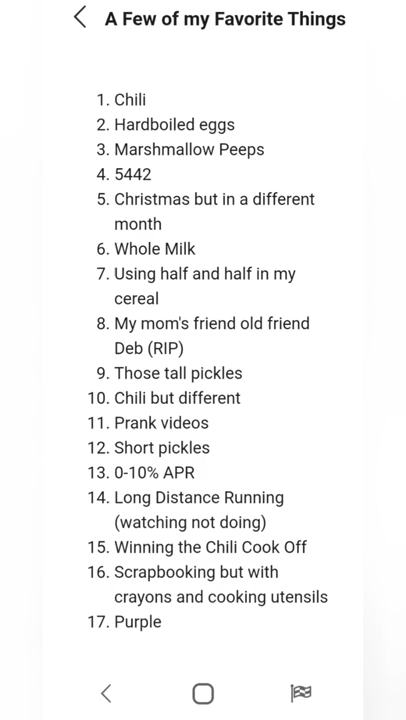 A Few of my Favorite Things
1. Chili
2. Hardboiled eggs
3. Marshmallow Peeps
4. 5442
5. Christmas but in a different
month
6. Whole Milk
7. Using half and half in my
cereal
8. My mom's friend old friend
Deb (RIP)
9. Those tall pickles
10. Chili but different
11. Prank videos
12. Short pickles
13. 0-10% APR
14. Long Distance Running
(watching not doing)
15. Winning the Chili Cook Off
16. Scrapbooking but with
crayons and cooking utensils
17. Purple